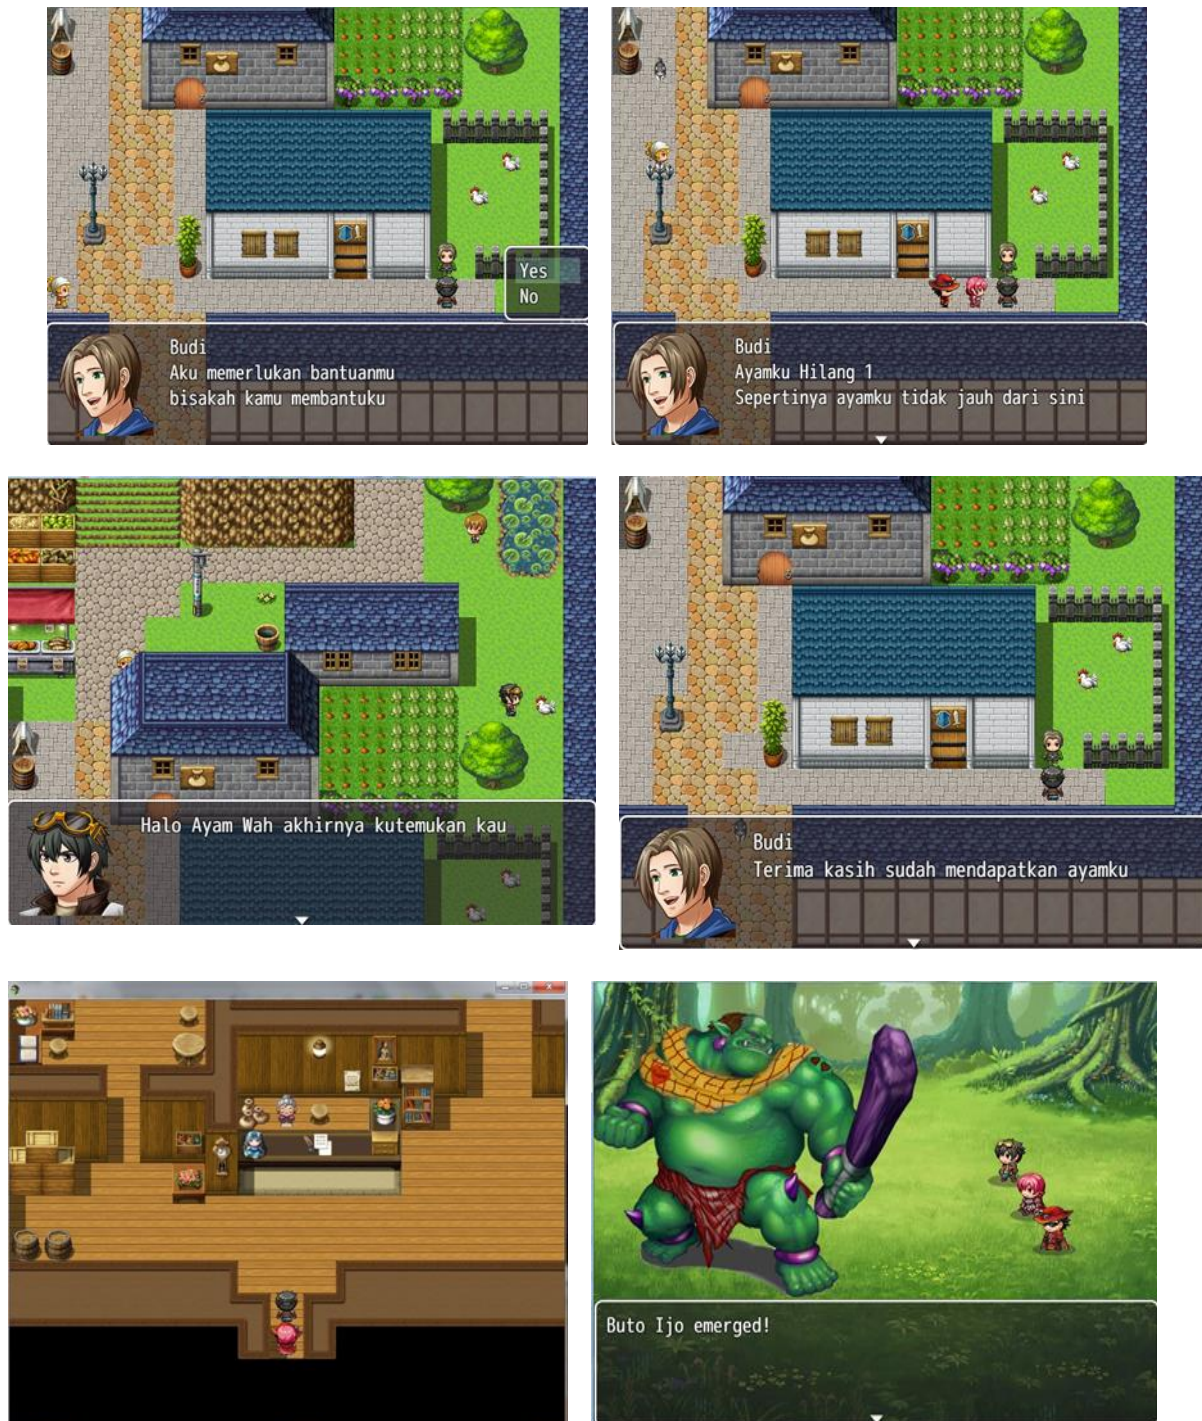 Yes
No
Budi
Aku memerlukan bantuanmu
bisakah kamu membantuku
Budi
Ayamku Hilang 1
Sepertinya ayamku tidak jauh dari sini
Halo Ayam Wah akhirnya kutemukan kau
Budi
Terima kasih sudah mendapatkan ayamku
Buto Ijo emerged!